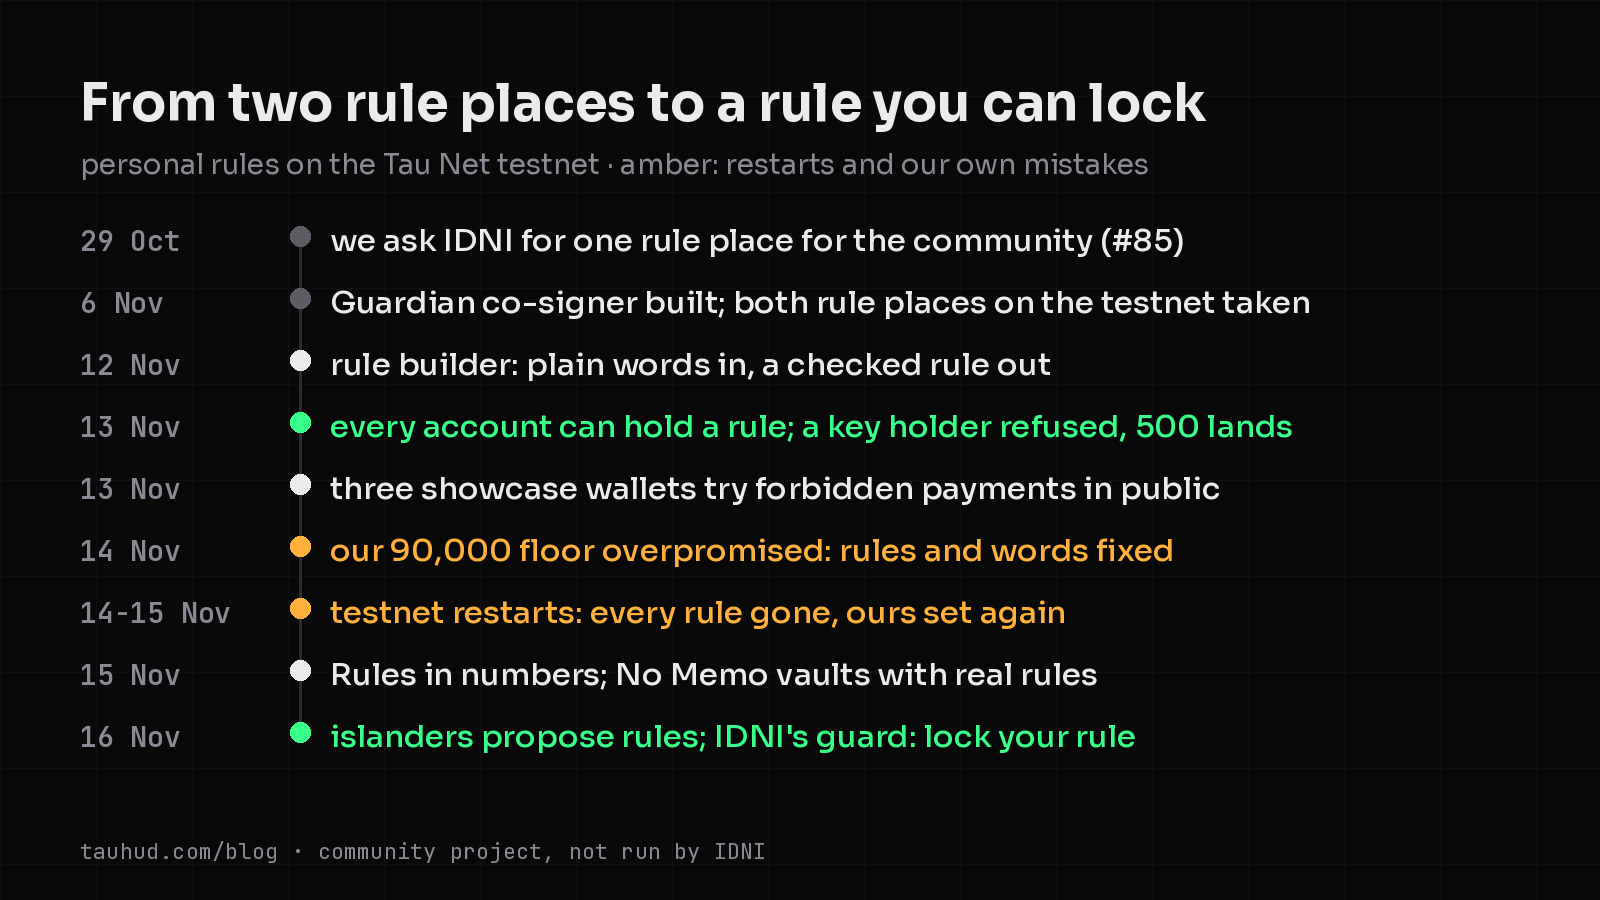 From two rule places to a rule you can lock
personal rules on the Tau Net testnet · amber: restarts and our own mistakes
29 Oct we ask IDNI for one rule place for the community (#85)
6 Nov Guardian co-signer built; both rule places on the testnet taken
12 Nov rule builder: plain words in, a checked rule out
13 Nov every account can hold a rule; a key holder refused, 500 lands
13 Nov three showcase wallets try forbidden payments in public
14 Nov our 90,000 floor overpromised: rules and words fixed
14-15 Nov testnet restarts: every rule gone, ours set again
15 Nov Rules in numbers; No Memo vaults with real rules
16 Nov islanders propose rules; IDNI's guard: lock your rule
tauhud.com/blog · community project, not run by IDNI